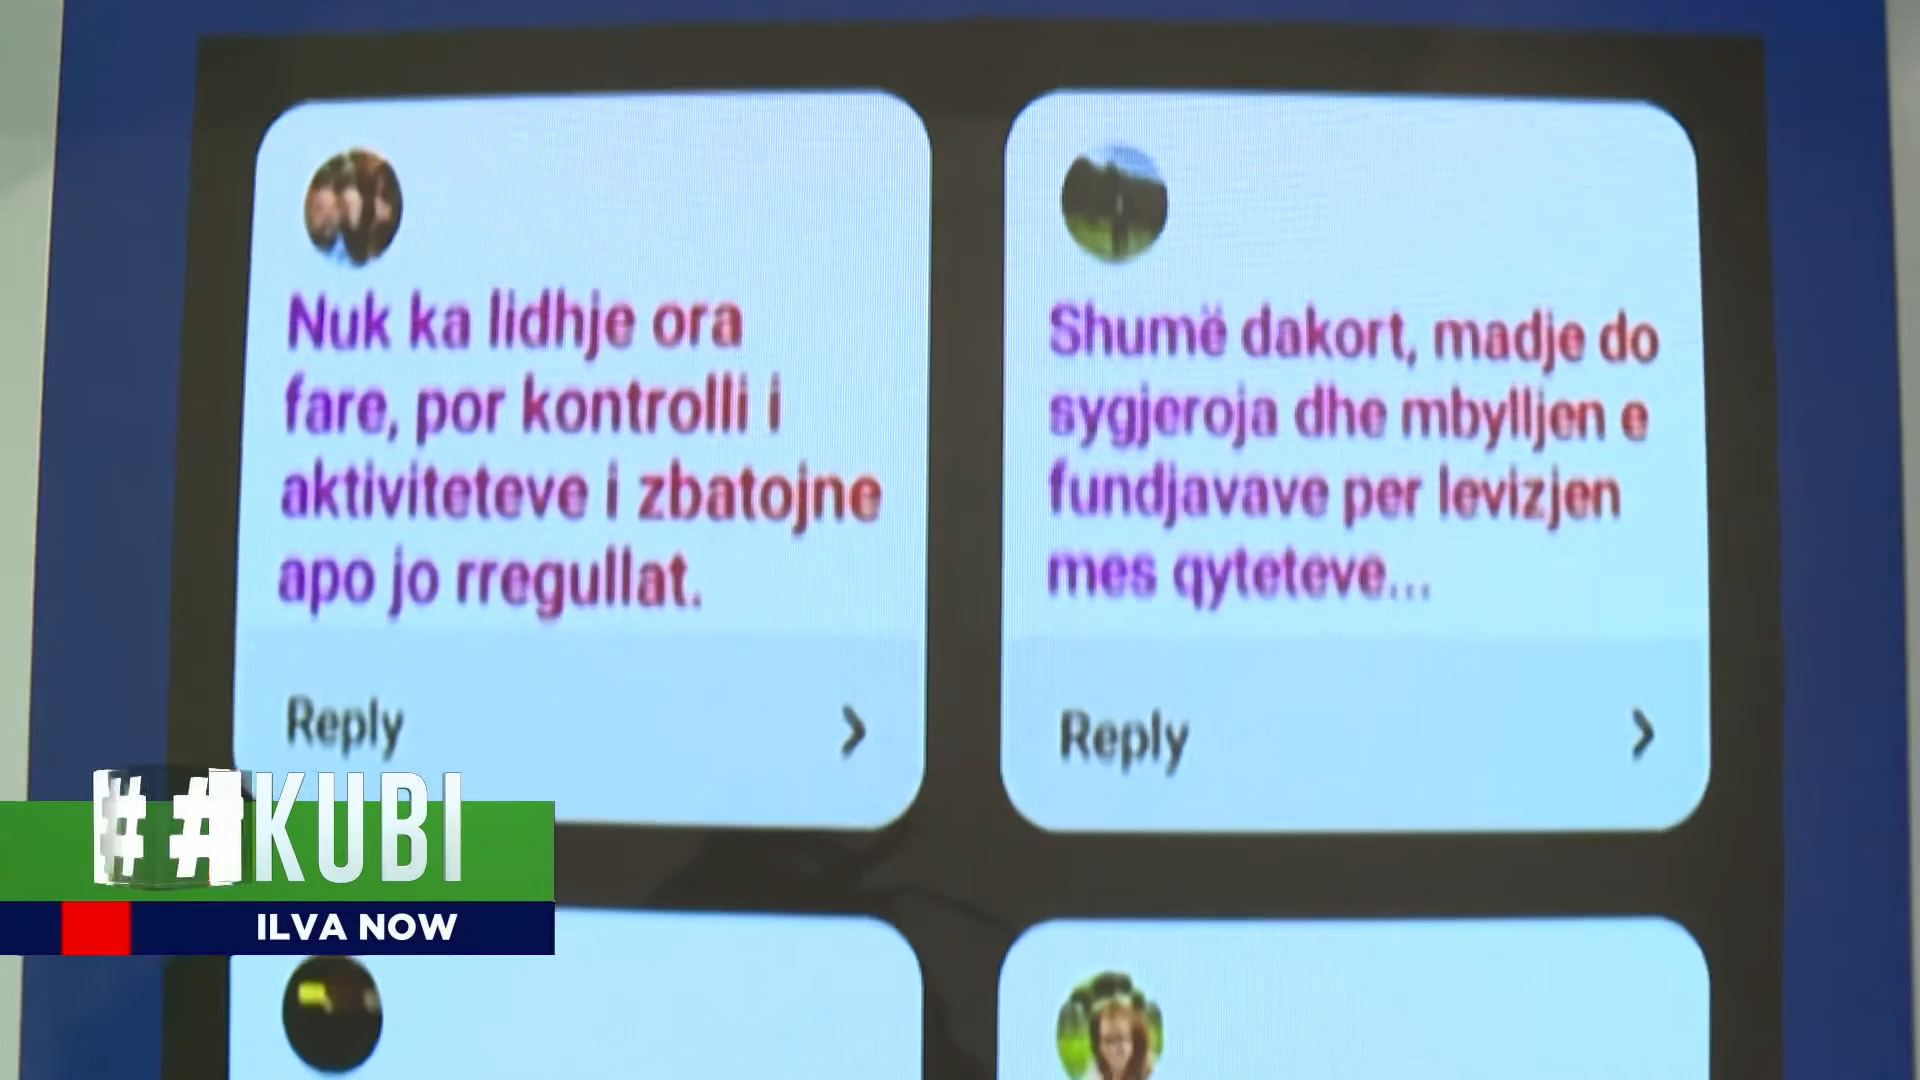 Nuk ka lidhje ora
fare, por kontrolli i
aktiviteteve i zbatojne
apo jo rregullat.
Reply
Shumë dakort, madje do
sygjeroja dhe mbylljen e
fundjavave per levizjen
mes qyteteve...
Reply
##KUBI
ILVA NOW